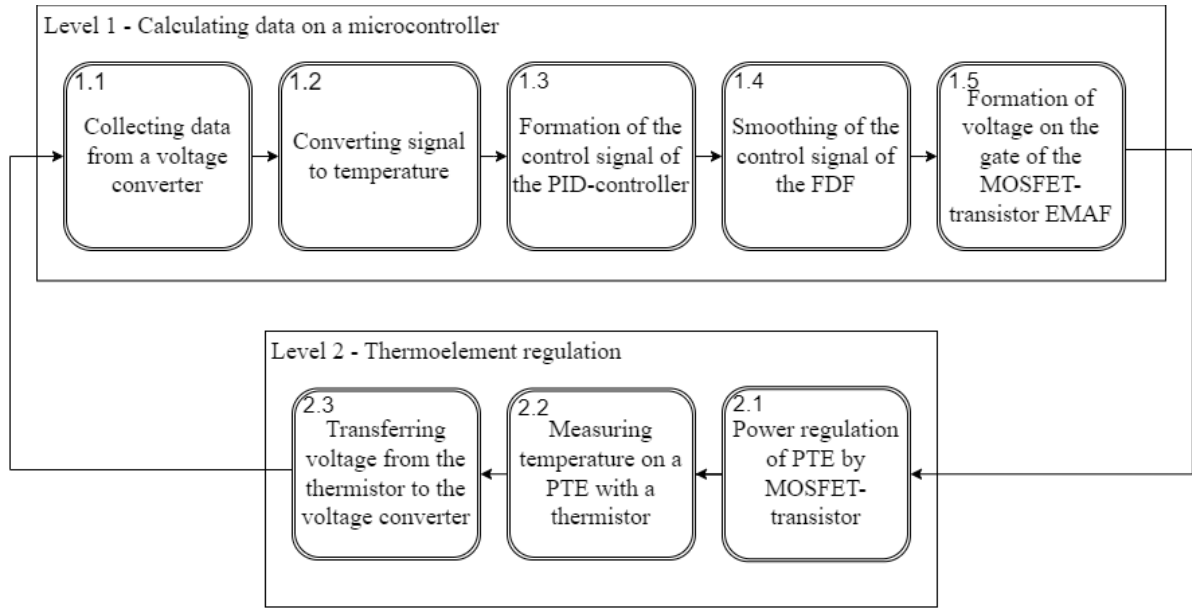 Level 1 - Calculating data on a microcontroller
1.1
Collecting data
from a voltage
converter
1.2
Converting signal
to temperature
1.3
Formation of the
control signal of
the PID-controller
1.4
Smoothing of the
control signal of
the FDF
1.5
Formation of
voltage on the
gate of the
MOSFET-
transistor EMAF
Level 2 - Thermoelement regulation
2.3
Transferring
voltage from the
thermistor to the
voltage converter
2.2
Measuring
temperature on a
PTE with a
thermistor
2.1
Power regulation
of PTE by
MOSFET-
transistor